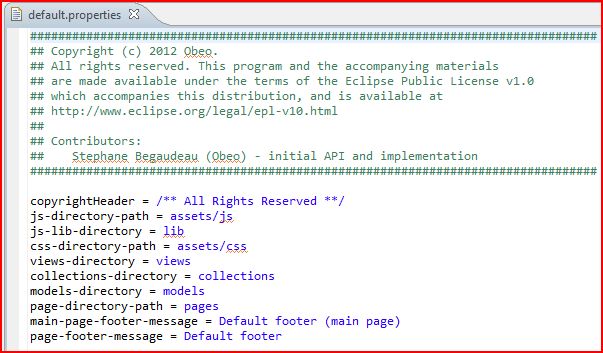 default.properties
###############################################################################
## Copyright (c) 2012 Obeo.
## All rights reserved. This program and the accompanying materials
## are made available under the terms of the Eclipse Public License v1.0
## which accompanies this distribution, and is available at
## http://www.eclipse.org/legal/epl-v10.html
##
## Contributors:
##    Stephane Begaudeau (Obeo) - initial API and implementation
###############################################################################
copyrightHeader = /** All Rights Reserved **/
js-directory-path = assets/js
js-lib-directory = lib
css-directory-path = assets/css
views-directory = views
collections-directory = collections
models-directory = models
page-directory-path = pages
main-page-footer-message = Default footer (main page)
page-footer-message = Default footer